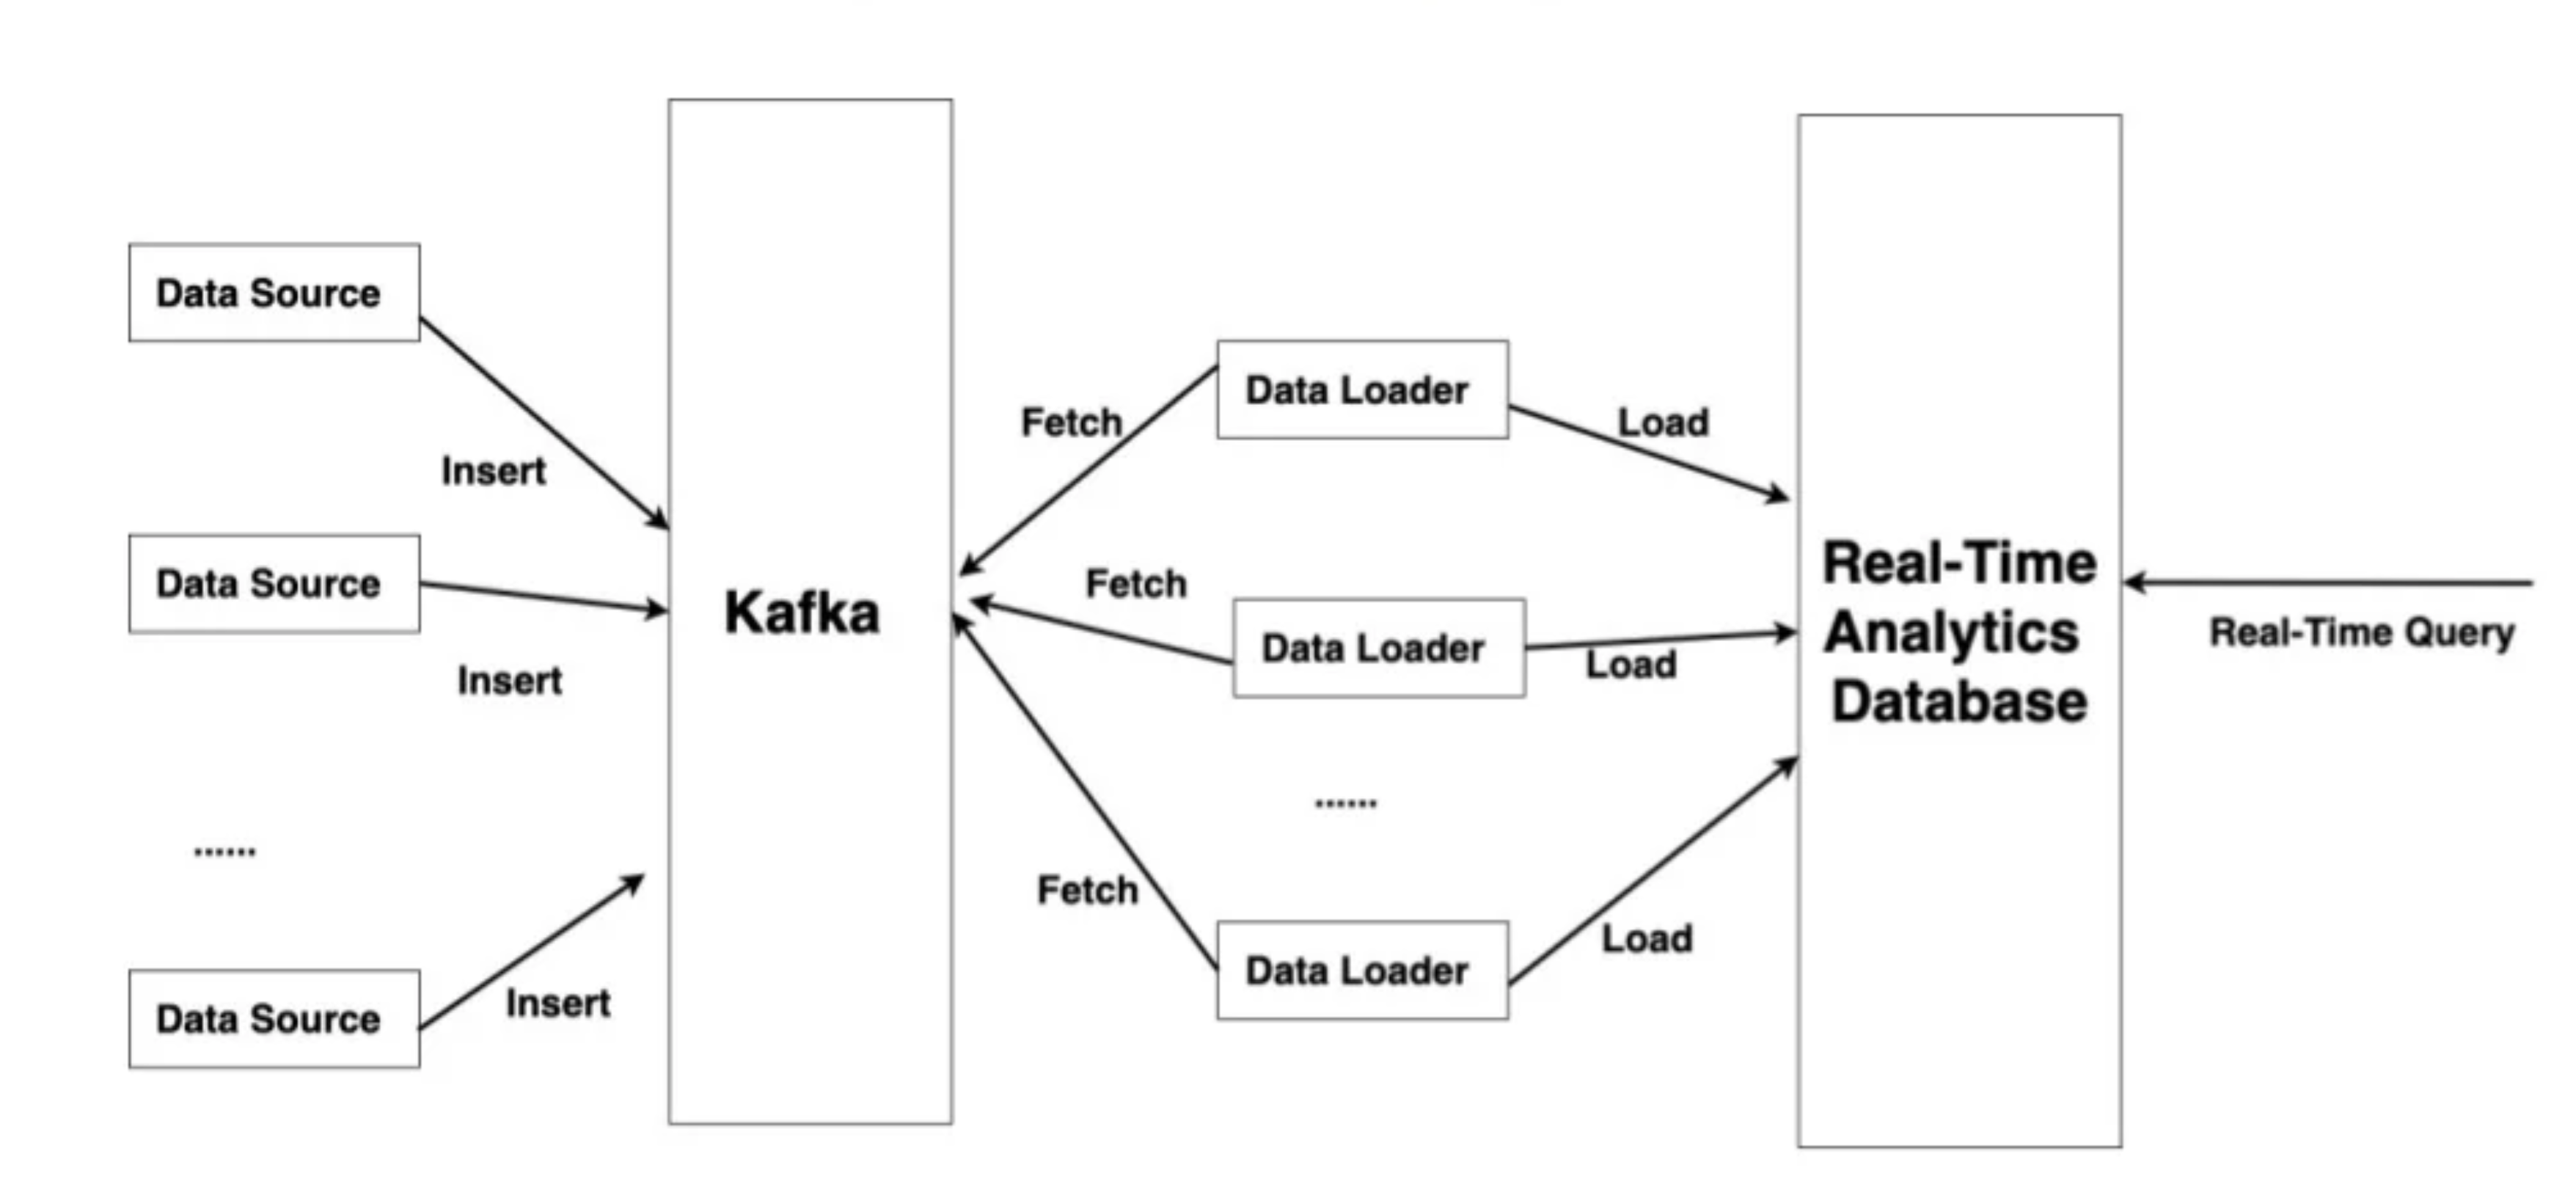 Data Source
Insert
Data Source
Insert
......
Data Source
Insert
Kafka
Fetch
Data Loader
Load
Fetch
Data Loader
Load
......
Fetch
Data Loader
Load
Real-Time
Analytics
Database
Real-Time Query